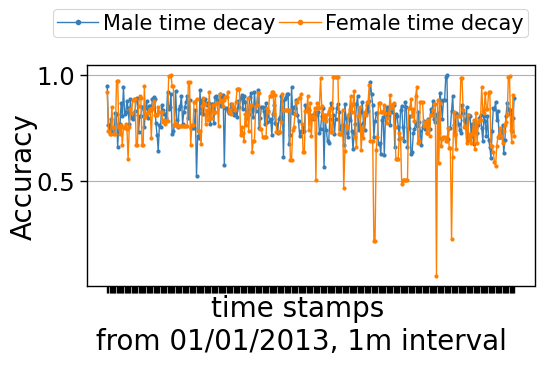 Male time decay Female time decay
1.0
0.5
Accuracy
time stamps
from 01/01/2013, 1m interval